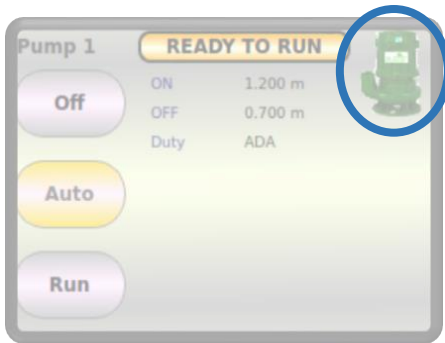 Pump 1
READY TO RUN
Off
ON 1.200 m
OFF 0.700 m
Duty ADA
Auto
Run